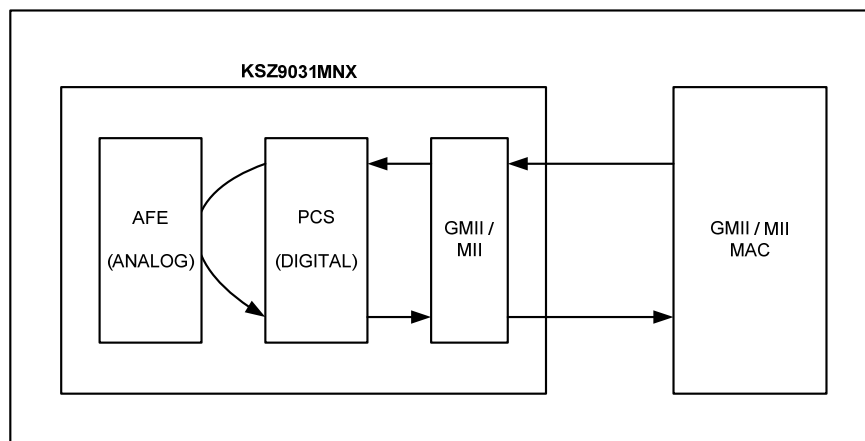 KSZ9031MNX
AFE
(ANALOG)
PCS
(DIGITAL)
GMII /
MII
GMII / MII
MAC